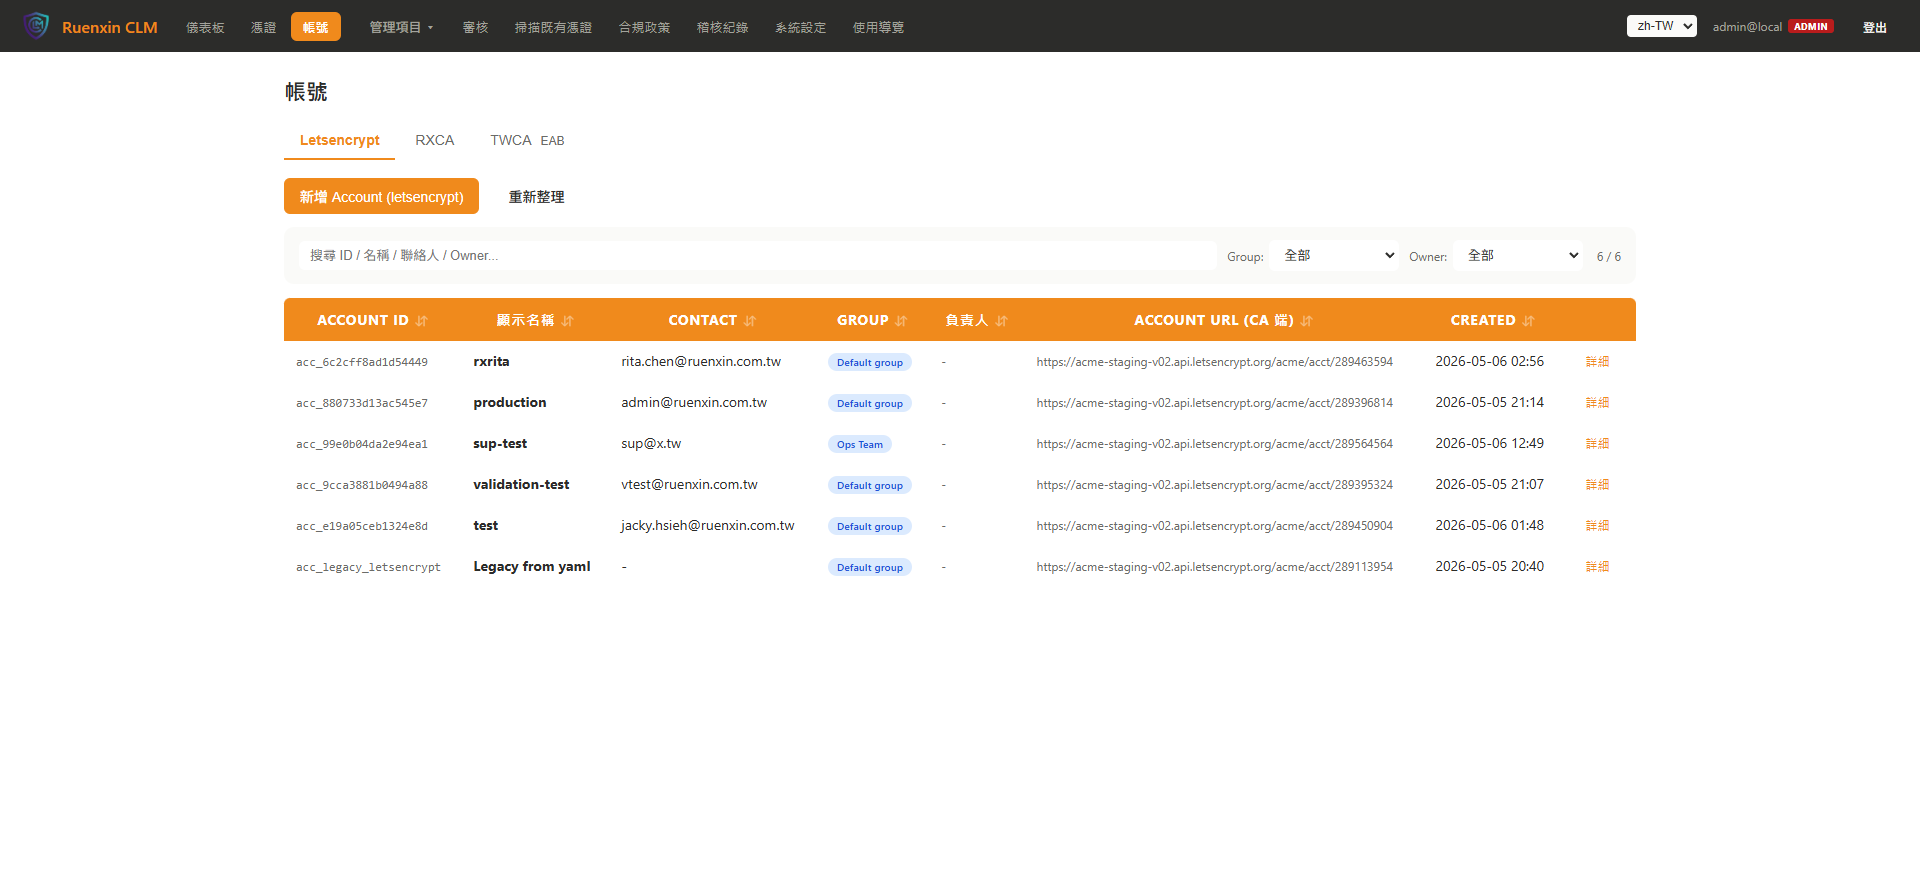 Ruenxin CLM 儀表板 憑證 帳號 管理項目 審核 掃描既有憑證 合規政策 稽核紀錄 系統設定 使用導覽 zh-TW admin@local ADMIN 登出
帳號
Letsencrypt RXCA TWCA EAB
新增 Account (letsencrypt) 重新整理
搜尋 ID / 名稱 / 聯絡人 / Owner... Group: 全部 Owner: 全部 6 / 6
ACCOUNT ID 顯示名稱 CONTACT GROUP 負責人 ACCOUNT URL (CA 端) CREATED
acc_6c2cff8ad1d54449 rxrita rita.chen@ruenxin.com.tw Default group - https://acme-staging-v02.api.letsencrypt.org/acme/acct/289463594 2026-05-06 02:56 詳細
acc_880733d13ac545e7 production admin@ruenxin.com.tw Default group - https://acme-staging-v02.api.letsencrypt.org/acme/acct/289396814 2026-05-05 21:14 詳細
acc_99e0b04da2e94ea1 sup-test sup@x.tw Ops Team - https://acme-staging-v02.api.letsencrypt.org/acme/acct/289564564 2026-05-06 12:49 詳細
acc_9cca3881b0494a88 validation-test vtest@ruenxin.com.tw Default group - https://acme-staging-v02.api.letsencrypt.org/acme/acct/289395324 2026-05-05 21:07 詳細
acc_e19a05ceb1324e8d test jacky.hsieh@ruenxin.com.tw Default group - https://acme-staging-v02.api.letsencrypt.org/acme/acct/289450904 2026-05-06 01:48 詳細
acc_legacy_letsencrypt Legacy from yaml - Default group - https://acme-staging-v02.api.letsencrypt.org/acme/acct/289113954 2026-05-05 20:40 詳細